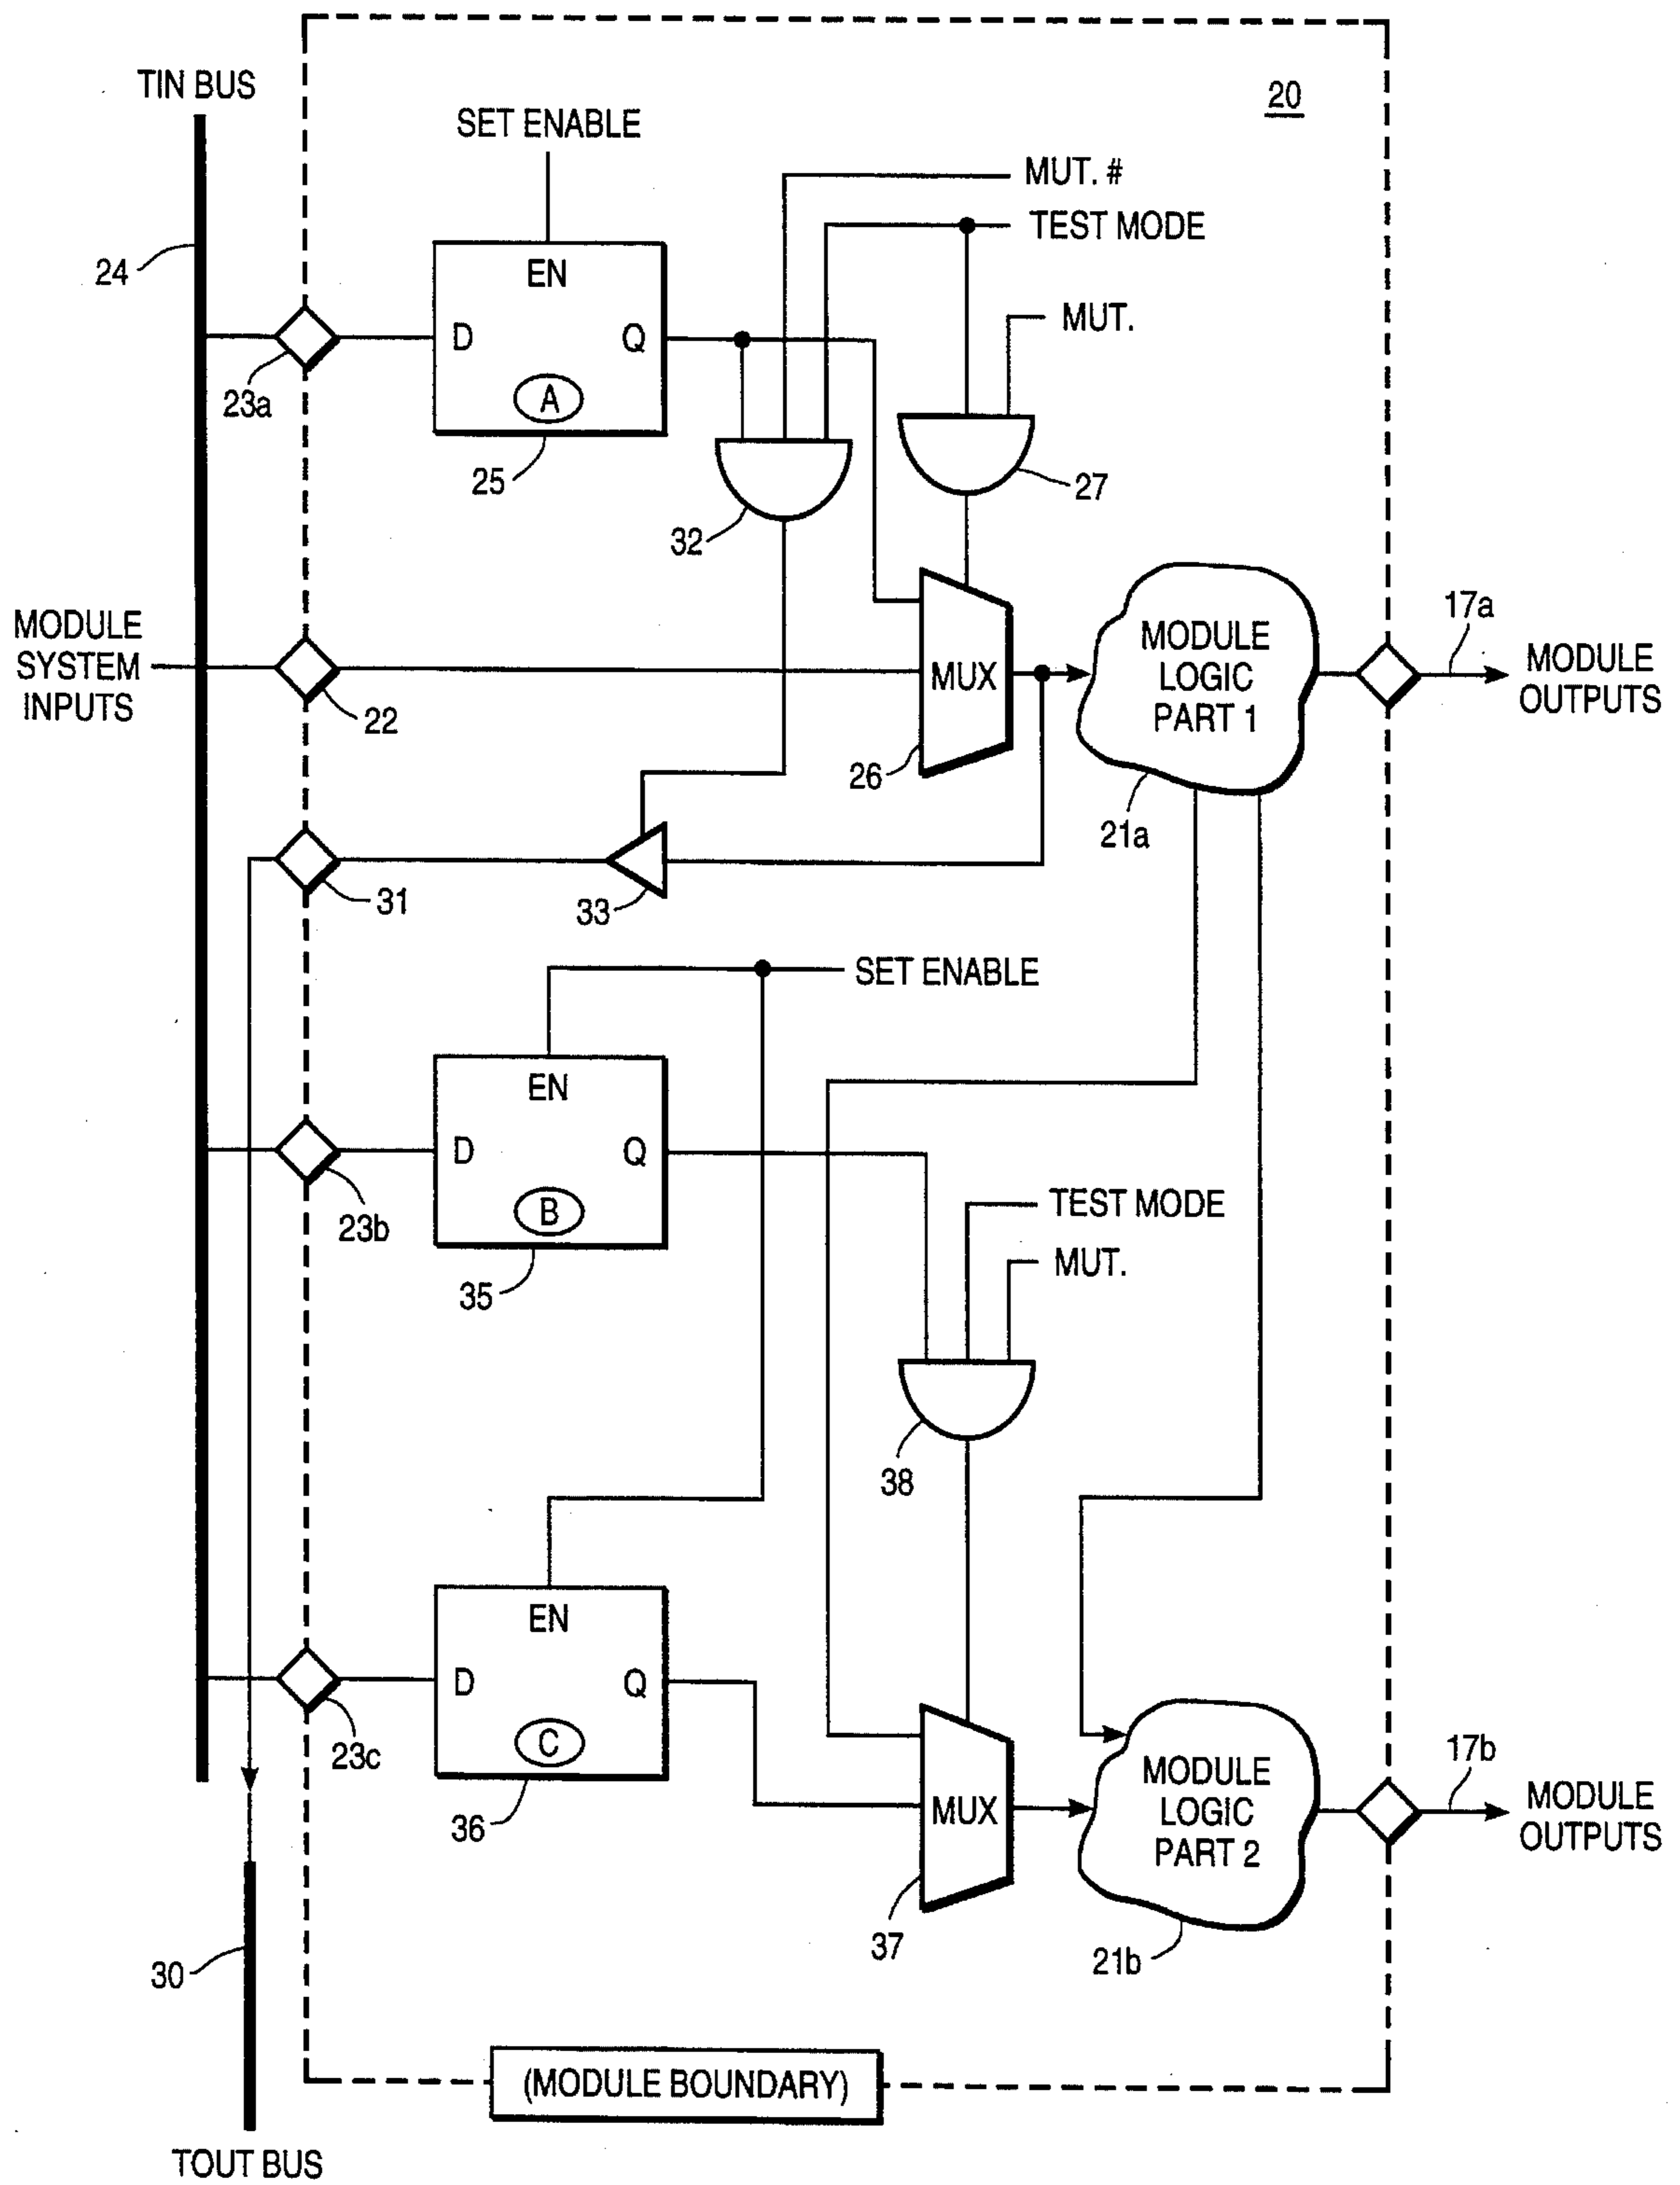 20
TIN BUS
SET ENABLE
MUT. #
TEST MODE
24
EN
MUT.
D
Q
23a
A
25
32
27
MODULE
SYSTEM
INPUTS
22
MUX
26
MODULE
LOGIC
PART 1
21a
17a
MODULE
OUTPUTS
31
33
SET ENABLE
EN
D
Q
23b
B
35
TEST MODE
MUT.
38
EN
D
Q
23c
C
36
MUX
37
MODULE
LOGIC
PART 2
21b
17b
MODULE
OUTPUTS
30
(MODULE BOUNDARY)
TOUT BUS